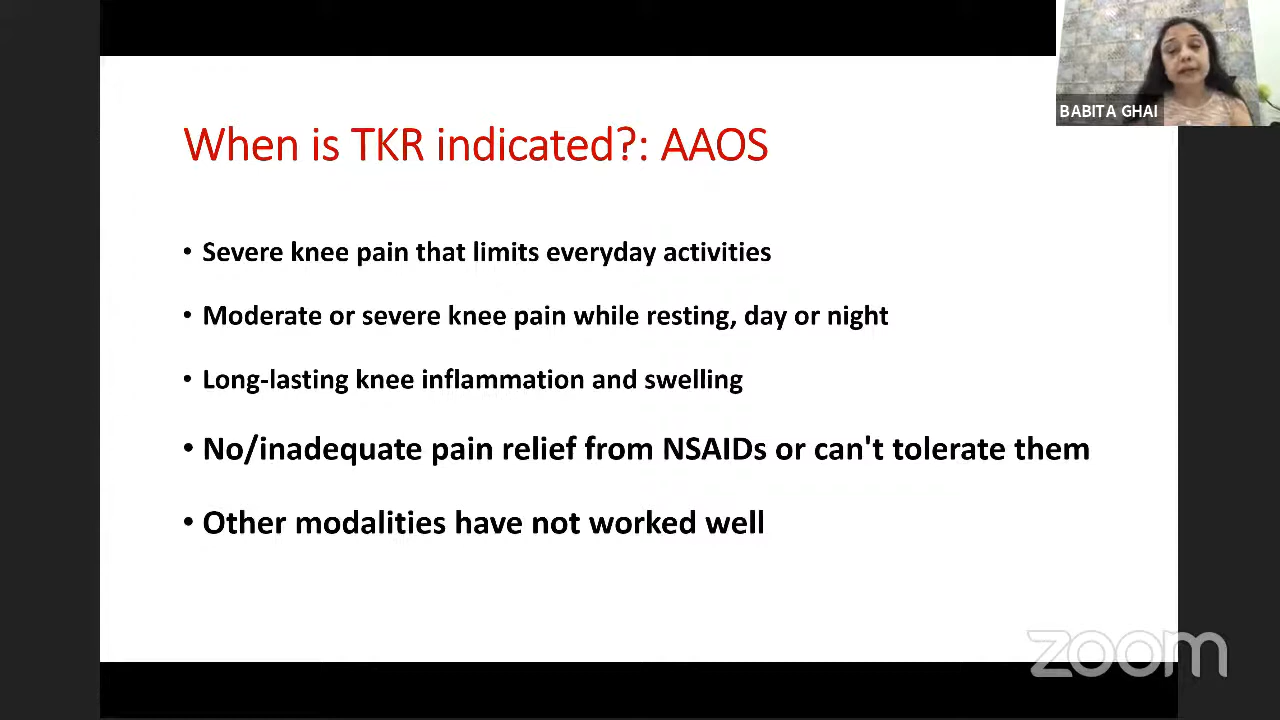 BABITA GHAI
When is TKR indicated?: AAOS
• Severe knee pain that limits everyday activities
• Moderate or severe knee pain while resting, day or night
• Long-lasting knee inflammation and swelling
• No/inadequate pain relief from NSAIDs or can't tolerate them
• Other modalities have not worked well
zoom